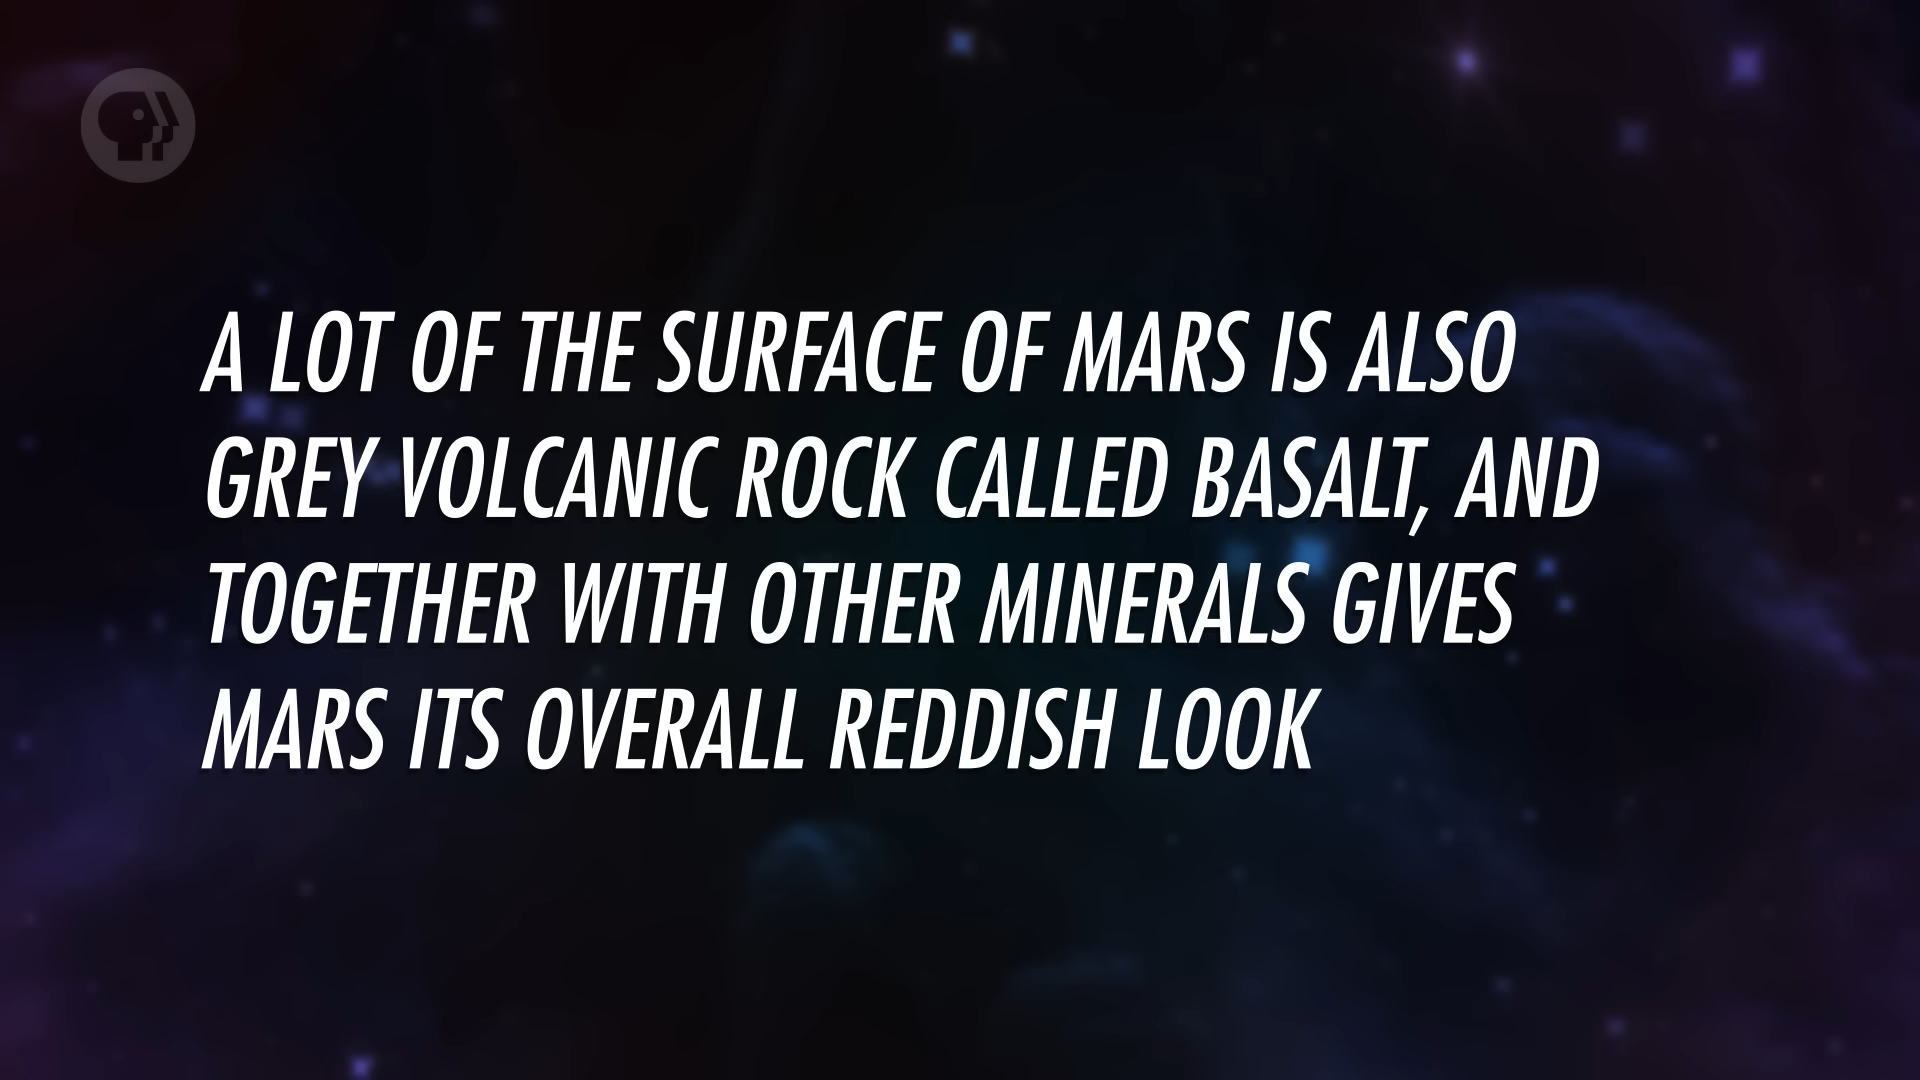 A LOT OF THE SURFACE OF MARS IS ALSO
GREY VOLCANIC ROCK CALLED BASALT, AND
TOGETHER WITH OTHER MINERALS GIVES
MARS ITS OVERALL REDDISH LOOK